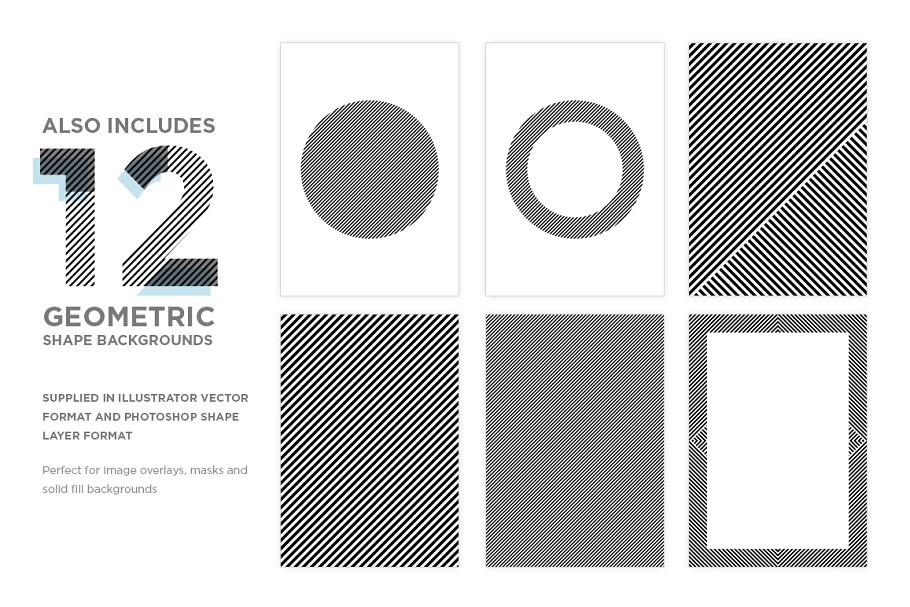 ALSO INCLUDES
12
GEOMETRIC
SHAPE BACKGROUNDS
SUPPLIED IN ILLUSTRATOR VECTOR
FORMAT AND PHOTOSHOP SHAPE
LAYER FORMAT
Perfect for image overlays, masks and
solid fill backgrounds